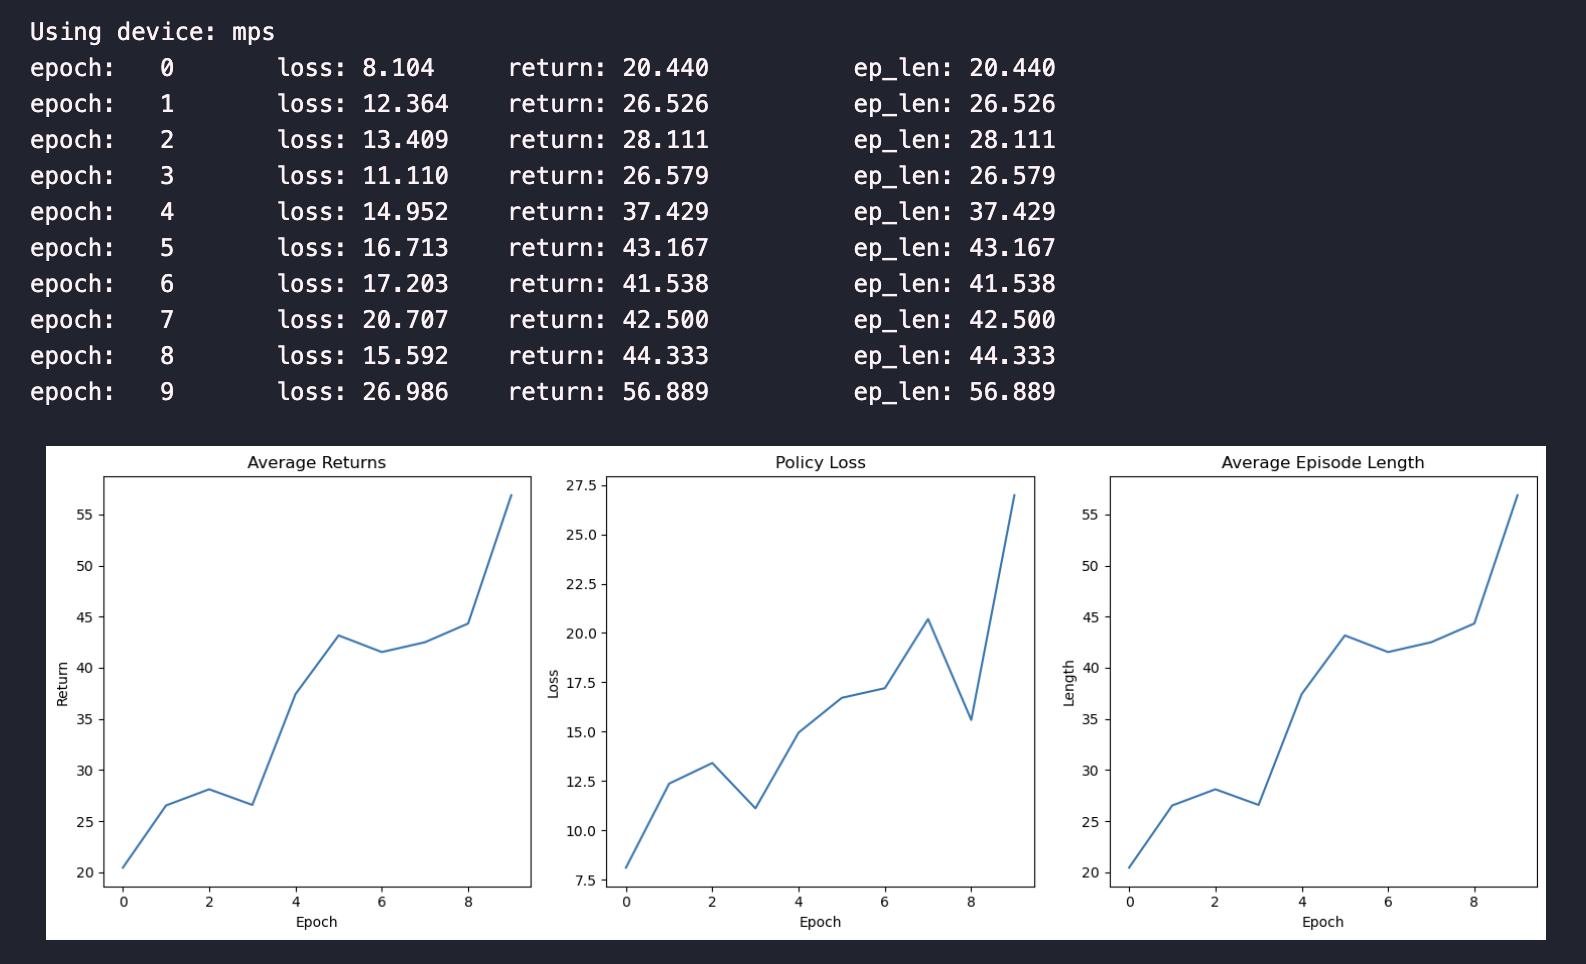 Using device: mps
epoch: 0 loss: 8.104 return: 20.440 ep_len: 20.440
epoch: 1 loss: 12.364 return: 26.526 ep_len: 26.526
epoch: 2 loss: 13.409 return: 28.111 ep_len: 28.111
epoch: 3 loss: 11.110 return: 26.579 ep_len: 26.579
epoch: 4 loss: 14.952 return: 37.429 ep_len: 37.429
epoch: 5 loss: 16.713 return: 43.167 ep_len: 43.167
epoch: 6 loss: 17.203 return: 41.538 ep_len: 41.538
epoch: 7 loss: 20.707 return: 42.500 ep_len: 42.500
epoch: 8 loss: 15.592 return: 44.333 ep_len: 44.333
epoch: 9 loss: 26.986 return: 56.889 ep_len: 56.889
Average Returns
Return
55
50
45
40
35
30
25
20
0 2 4 6 8
Epoch
Policy Loss
Loss
27.5
25.0
22.5
20.0
17.5
15.0
12.5
10.0
7.5
0 2 4 6 8
Epoch
Average Episode Length
Length
55
50
45
40
35
30
25
20
0 2 4 6 8
Epoch